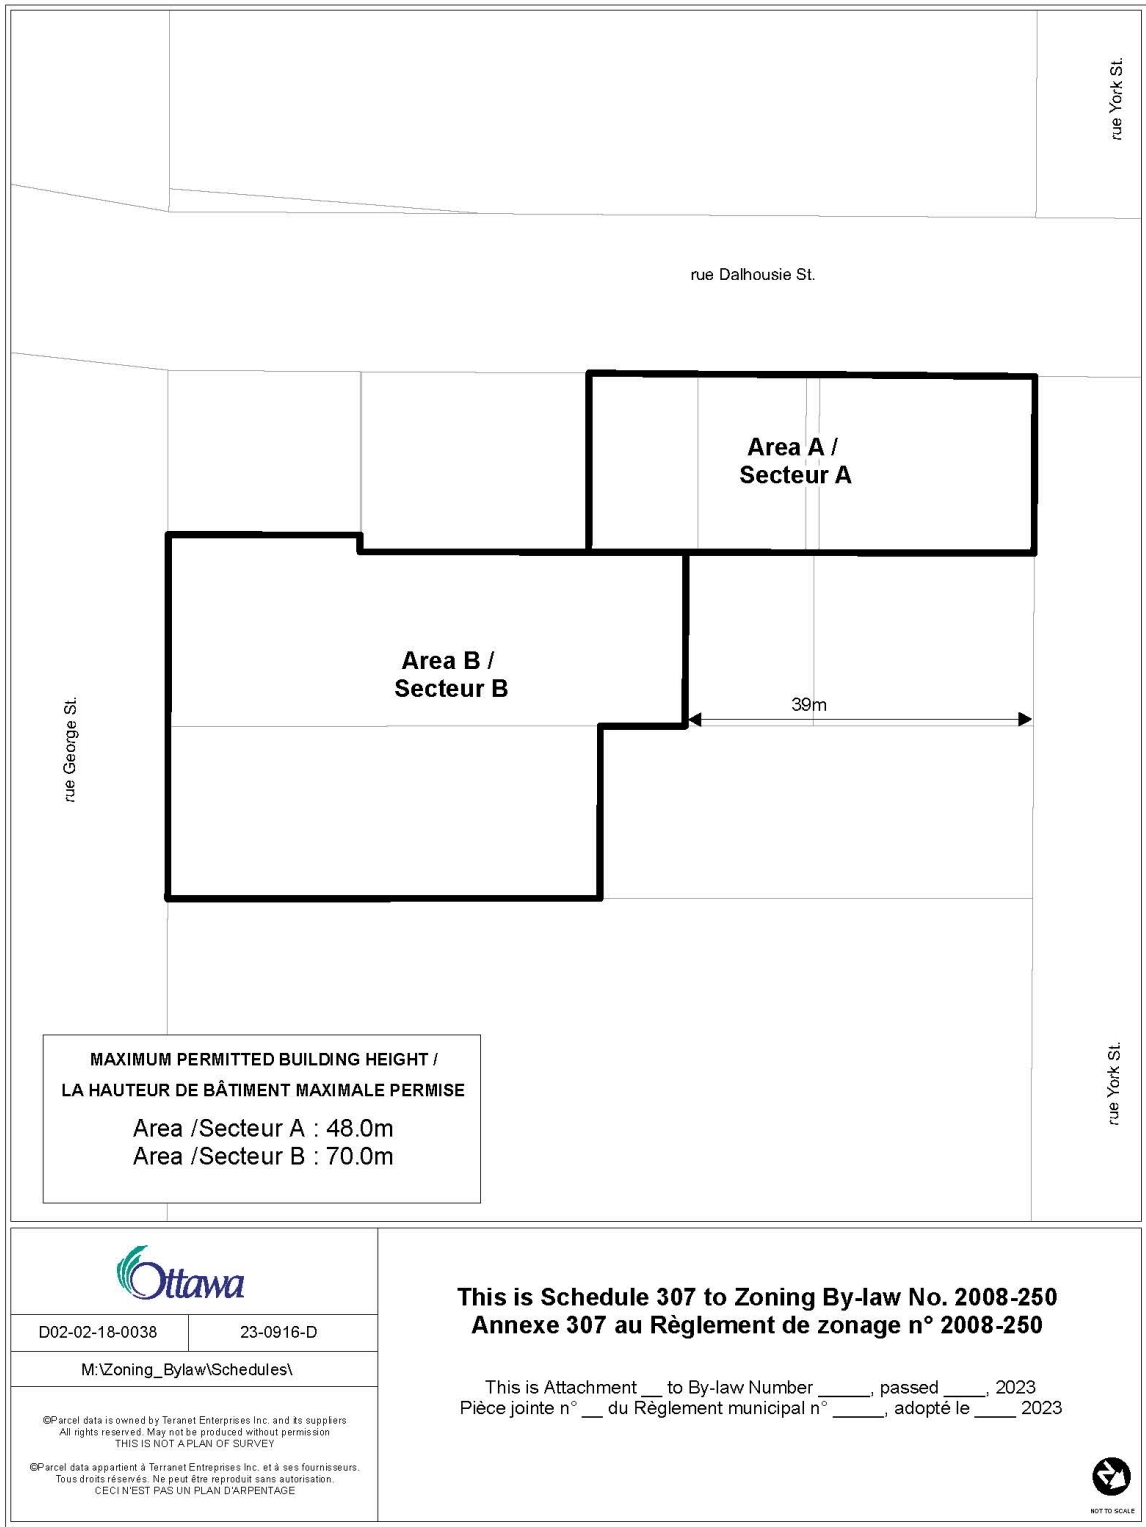 rue York St.
rue Dalhousie St.
Area A /
Secteur A
Area B /
Secteur B
39m
rue George St.
rue York St.
MAXIMUM PERMITTED BUILDING HEIGHT /
LA HAUTEUR DE BÂTIMENT MAXIMALE PERMISE
Area /Secteur A : 48.0m
Area /Secteur B : 70.0m
Ottawa
D02-02-18-0038
23-0916-D
M:\Zoning_Bylaw\Schedules\
©Parcel data is owned by Teranet Enterprises Inc. and its suppliers
All rights reserved. May not be produced without permission
THIS IS NOT A PLAN OF SURVEY
©Parcel data appartient à Terranet Entreprises Inc. et à ses fournisseurs.
Tous droits réservés. Ne peut être reproduit sans autorisation.
CECI N'EST PAS UN PLAN D'ARPENTAGE
This is Schedule 307 to Zoning By-law No. 2008-250
Annexe 307 au Règlement de zonage n° 2008-250
This is Attachment __ to By-law Number _____, passed ____, 2023
Pièce jointe n° __ du Règlement municipal n° _____, adopté le ____ 2023
N
NOT TO SCALE